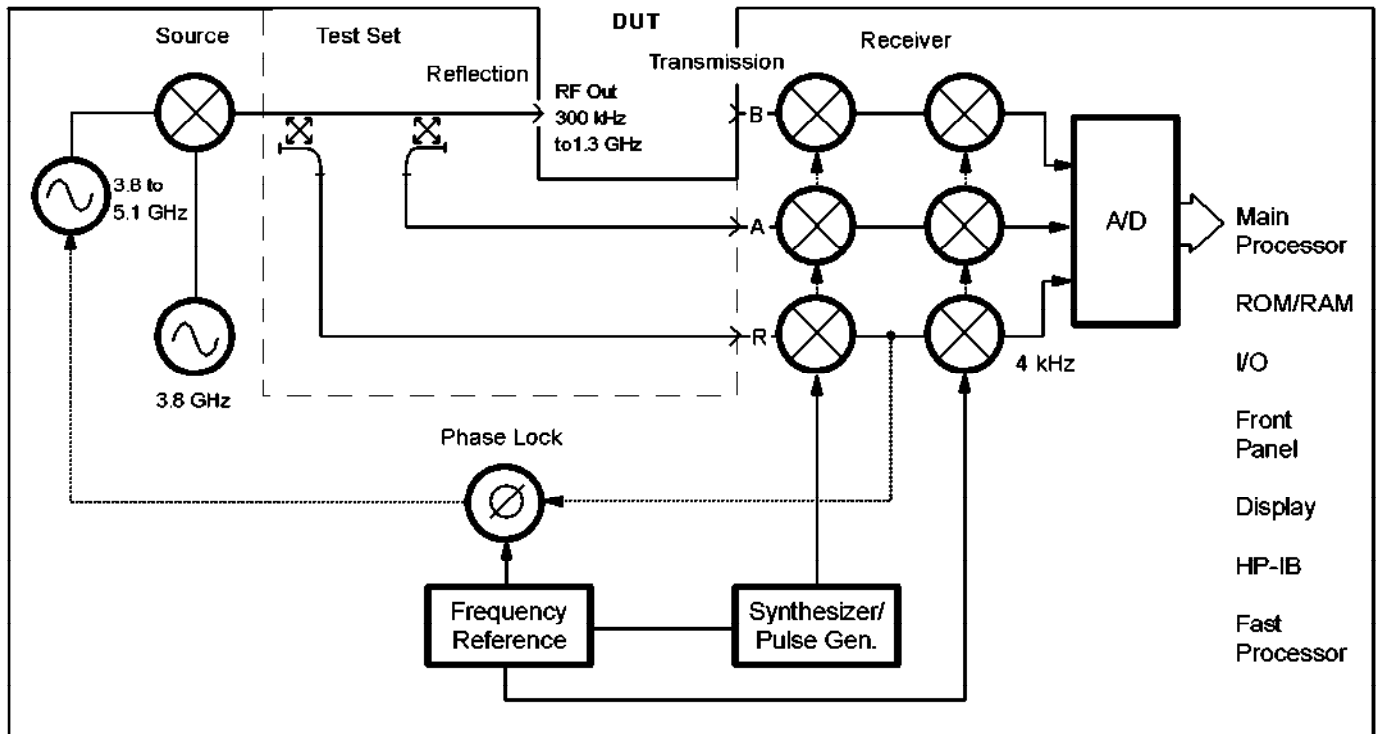 DUT
Source
Test Set
Receiver
Reflection
Transmission
RF Out
300 kHz
to1.3 GHz
B
3.8 to
5.1 GHz
A
A/D
Main
Processor
R
ROM/RAM
4 kHz
I/O
3.8 GHz
Phase Lock
Front
Panel
Display
HP-IB
Frequency
Reference
Synthesizer/
Pulse Gen.
Fast
Processor